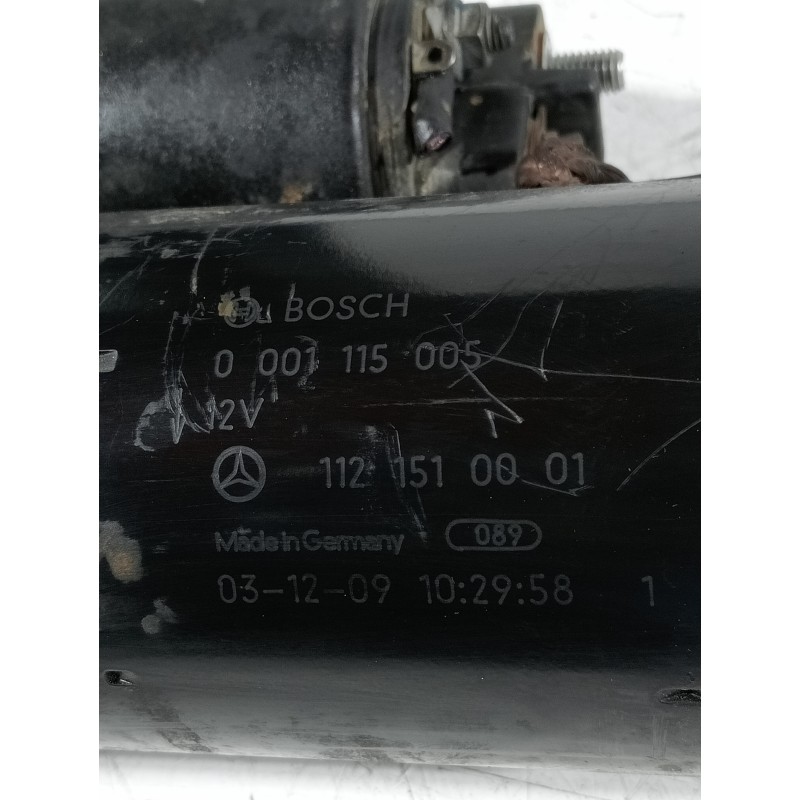 BOSCH
0 001 115 005
12V
112 151 00 01
Made in Germany 089
03-12-09 10:29:58 1